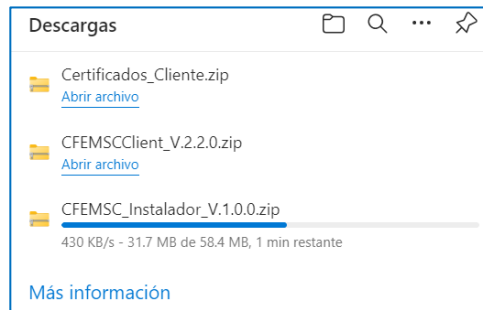 Descargas
Certificados_Cliente.zip
Abrir archivo
CFEMSCClient_V.2.2.0.zip
Abrir archivo
CFEMSC_Instalador_V.1.0.0.zip
430 KB/s - 31.7 MB de 58.4 MB, 1 min restante
Más información